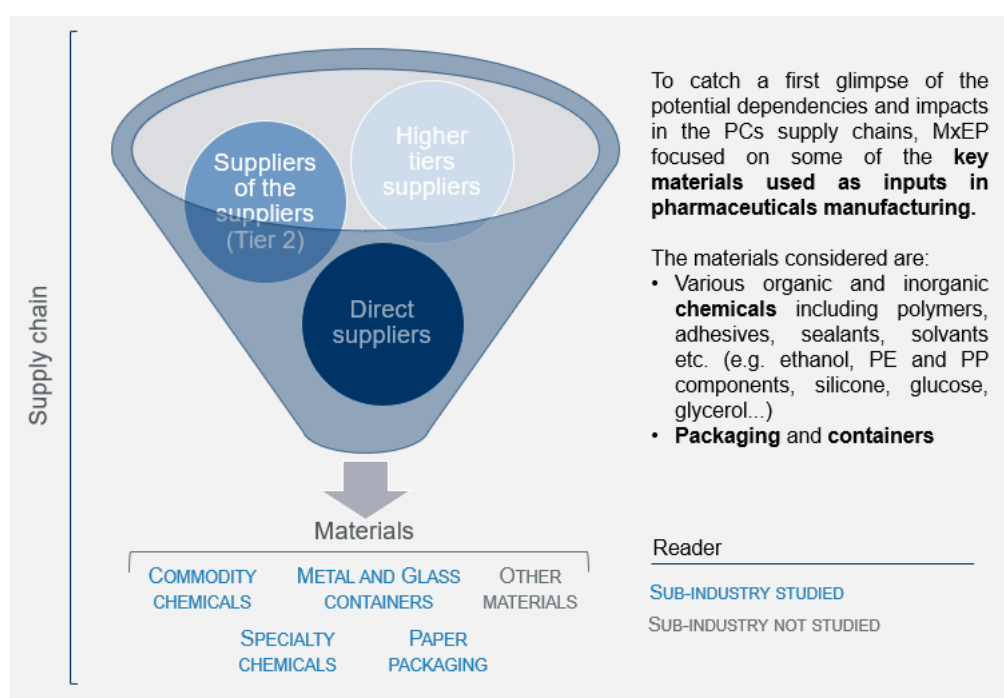 Supply chain
Suppliers
of the
suppliers
(Tier 2)
Higher
tiers
suppliers
Direct
suppliers
Materials
COMMODITY
CHEMICALS
METAL AND GLASS
CONTAINERS
OTHER
MATERIALS
SPECIALTY
CHEMICALS
PAPER
PACKAGING
To catch a first glimpse of the
potential dependencies and impacts
in the PCs supply chains, MxEP
focused on some of the key
materials used as inputs in
pharmaceuticals manufacturing.
The materials considered are:
• Various organic and inorganic
chemicals including polymers,
adhesives, sealants, solvents
etc. (e.g. ethanol, PE and PP
components, silicone, glucose,
glycerol...)
• Packaging and containers
Reader
SUB-INDUSTRY STUDIED
SUB-INDUSTRY NOT STUDIED